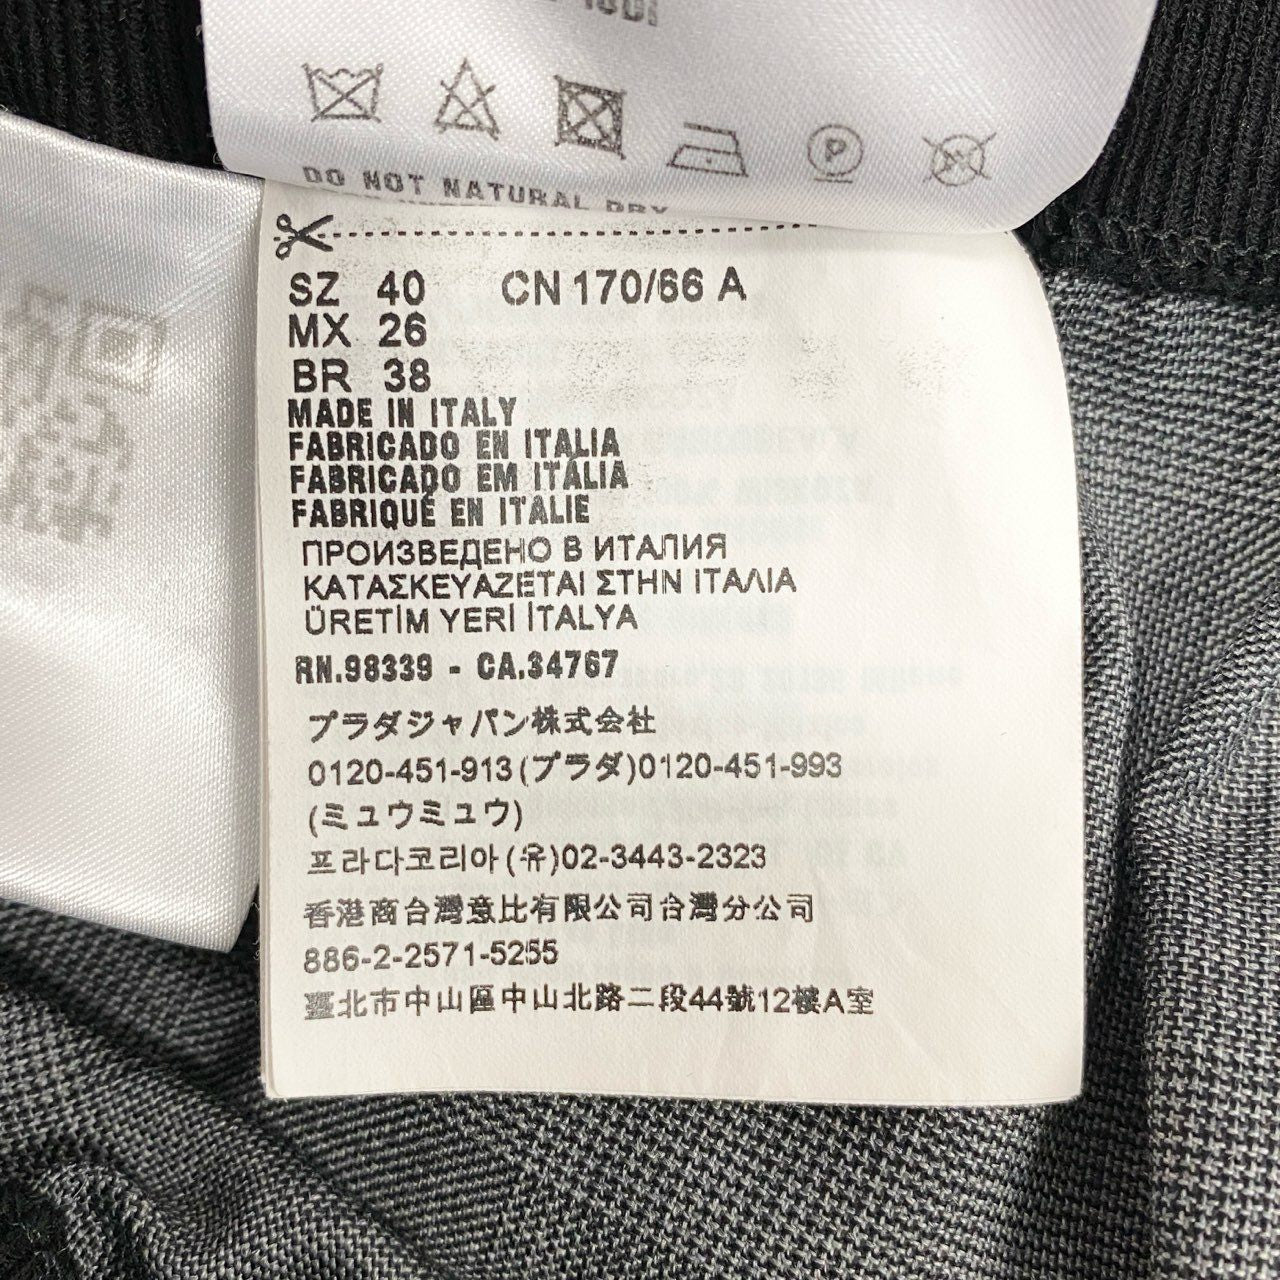 DO NOT NATURAL DRY
SZ 40 CN 170/66 A
MX 26
BR 38
MADE IN ITALY
FABRICADO EN ITALIA
FABRICADO EM ITÁLIA
FABRIQUÉ EN ITALIE
ПРОИЗВЕДЕНО В ИТАЛИЯ
ΚΑΤΑΣΚΕΥΑΖΕΤΑΙ ΣΤΗΝ ΙΤΑΛΙΑ
ÜRETİM YERİ İTALYA
RN.98339 - CA.34767
プラダジャパン株式会社
0120-451-913(プラダ)0120-451-993
(ミュウミュウ)
프라다코리아(유)02-3443-2323
香港商台灣意比有限公司台灣分公司
886-2-2571-5255
臺北市中山區中山北路二段44號12樓A室